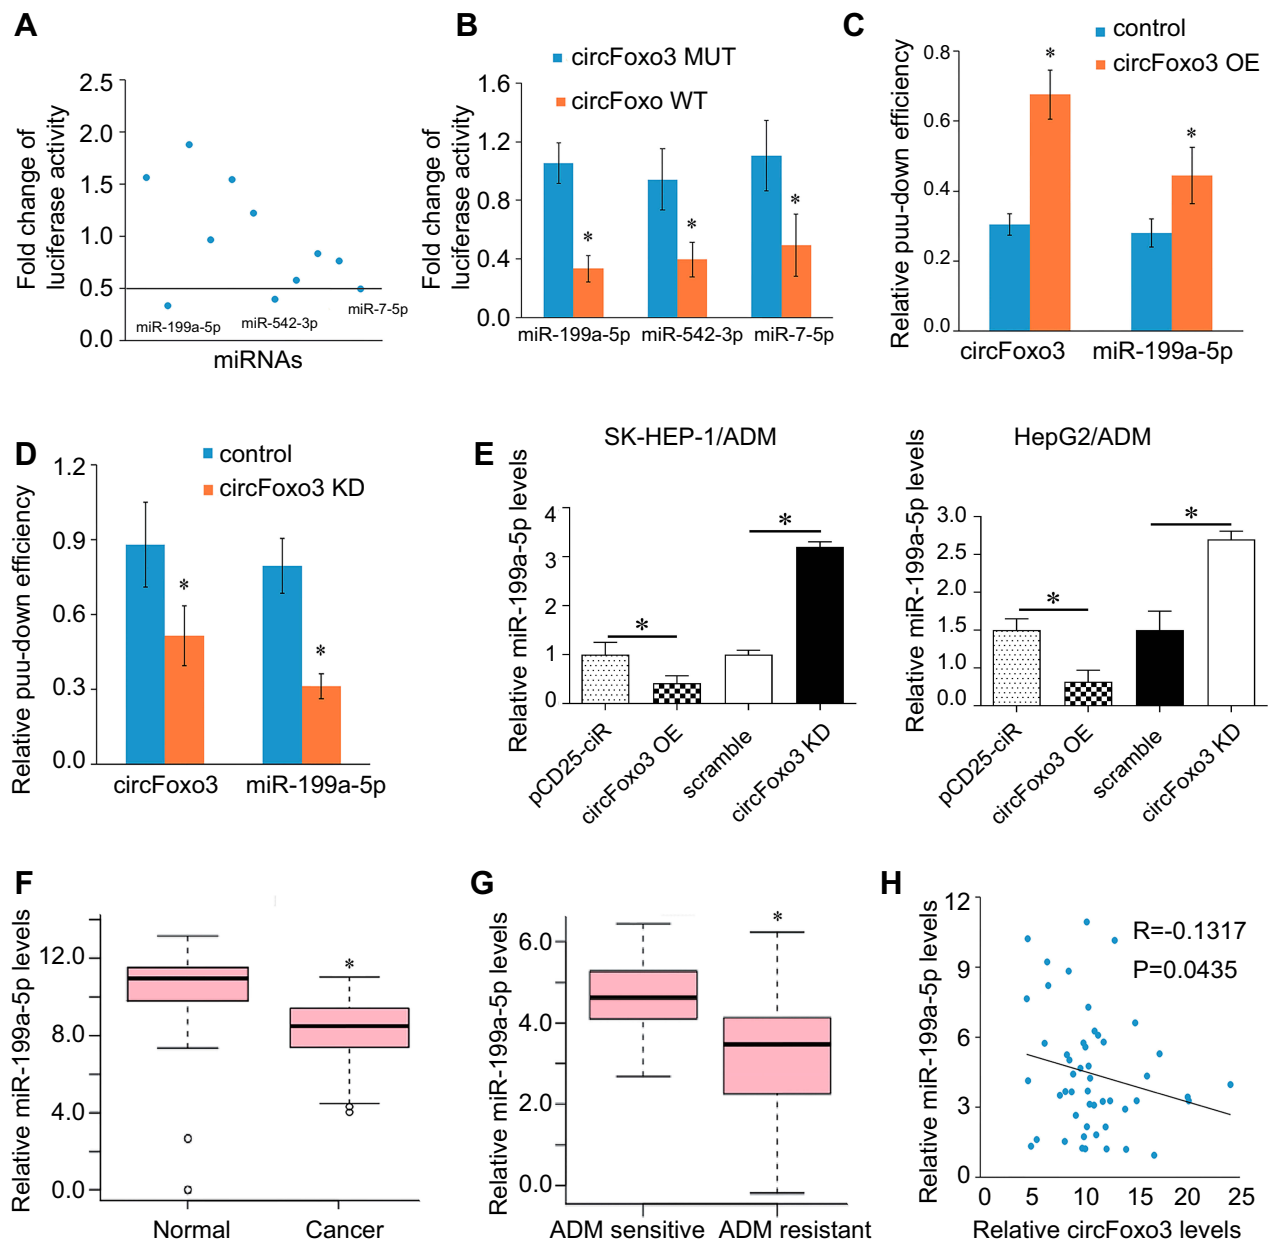 A
Fold change of
luciferase activity
2.5
2.0
1.5
1.0
0.5
0.0
miR-199a-5p
miR-542-3p
miR-7-5p
miRNAs
B
circFoxo3 MUT
circFoxo WT
Fold change of
luciferase activity
1.6
1.2
0.8
0.4
0.0
*
*
*
miR-199a-5p
miR-542-3p
miR-7-5p
C
control
circFoxo3 OE
Relative puu-down efficiency
0.8
0.6
0.4
0.2
0.0
*
*
circFoxo3
miR-199a-5p
D
control
circFoxo3 KD
Relative puu-down efficiency
1.2
0.9
0.6
0.3
0.0
*
*
circFoxo3
miR-199a-5p
E
SK-HEP-1/ADM
Relative miR-199a-5p levels
4
3
2
1
0
*
*
pCD25-ciR
circFoxo3 OE
scramble
circFoxo3 KD
HepG2/ADM
Relative miR-199a-5p levels
3.0
2.5
2.0
1.5
1.0
0.0
*
*
pCD25-ciR
circFoxo3 OE
scramble
circFoxo3 KD
F
Relative miR-199a-5p levels
12.0
8.0
4.0
0.0
*
Normal
Cancer
G
Relative miR-199a-5p levels
6.0
4.0
2.0
0.0
*
ADM sensitive
ADM resistant
H
Relative miR-199a-5p levels
12
9
6
3
0
R=-0.1317
P=0.0435
0
5
10
15
20
25
Relative circFoxo3 levels